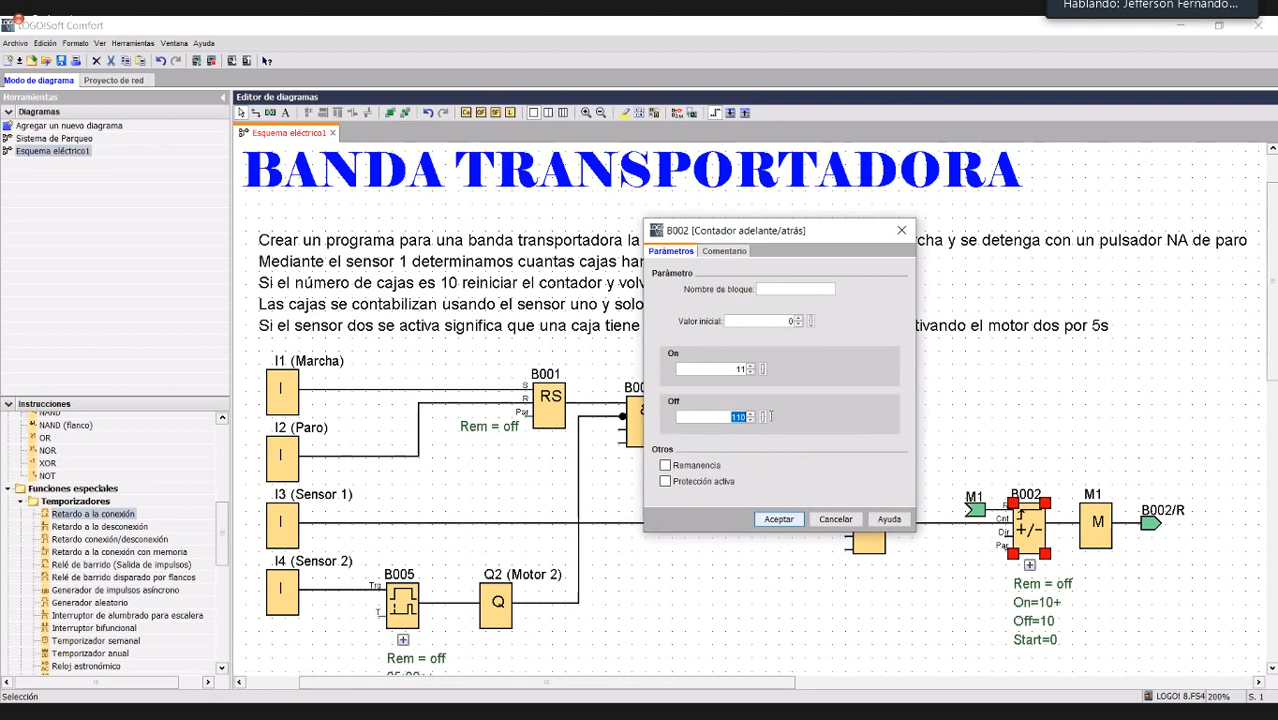 Hablando: Jefferson Fernando...
LOGO!Soft Comfort
Archivo Edición Formato Ver Herramientas Ventana Ayuda
Modo de diagrama Proyecto de red
Herramientas
Editor de diagramas
Diagramas
Agregar un nuevo diagrama
Sistema de Parqueo
Esquema eléctrico1
Esquema eléctrico1
BANDA TRANSPORTADORA
Crear un programa para una banda transportadora la
cha y se detenga con un pulsador NA de paro
Mediante el sensor 1 determinamos cuantas cajas
Si el número de cajas es 10 reiniciar el contador y
Las cajas se contabilizan usando el sensor uno y
Si el sensor dos se activa significa que una caja tiene
tivando el motor dos por 5s
B002 [Contador adelante/atrás]
Parámetros Comentario
Parámetro
Nombre de bloque:
Valor inicial: 0
On
11
Off
110
Otros
Remanencia
Protección activa
Aceptar Cancelar Ayuda
I1 (Marcha)
I
I2 (Paro)
I
I3 (Sensor 1)
I
I4 (Sensor 2)
I
B001
S
R
Par
RS
Rem = off
B005
Trg
T
Rem = off
Q2 (Motor 2)
Q
M1
B002
R
Cnt
Dir
Par
+/-
Rem = off
On=10+
Off=10
Start=0
M1
M
B002/R
Instrucciones
NAND
NAND (flanco)
OR
NOR
XOR
NOT
Funciones especiales
Temporizadores
Retardo a la conexión
Retardo a la desconexión
Retardo conexión/desconexión
Retardo a la conexión con memoria
Relé de barrido (Salida de impulsos)
Relé de barrido disparado por flancos
Generador de impulsos asíncrono
Generador aleatorio
Interruptor de alumbrado para escalera
Interruptor bifuncional
Temporizador semanal
Temporizador anual
Reloj astronómico
Selección
LOGO! 8.FS4 200% S. 1